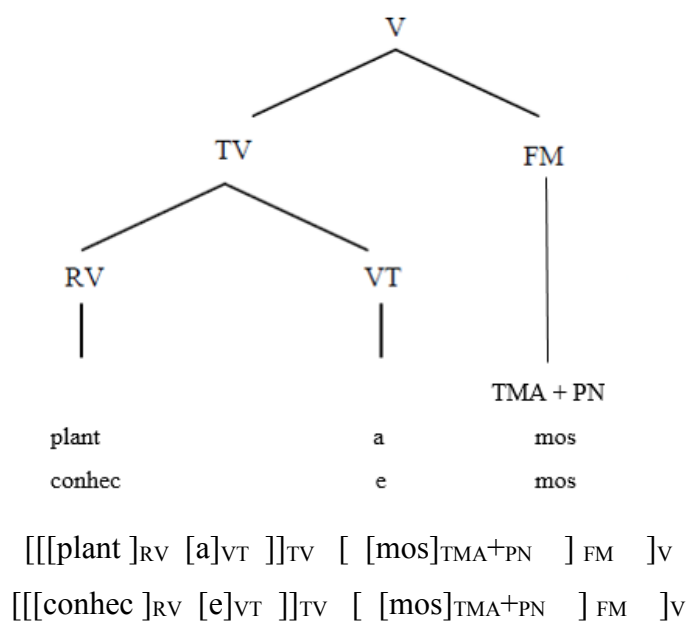 V
TV FM
RV VT
TMA + PN
plant a mos
conhec e mos
[[[plant ]RV [a]VT ]]TV [ [mos]TMA+PN ] FM ]V
[[[conhec ]RV [e]VT ]]TV [ [mos]TMA+PN ] FM ]V